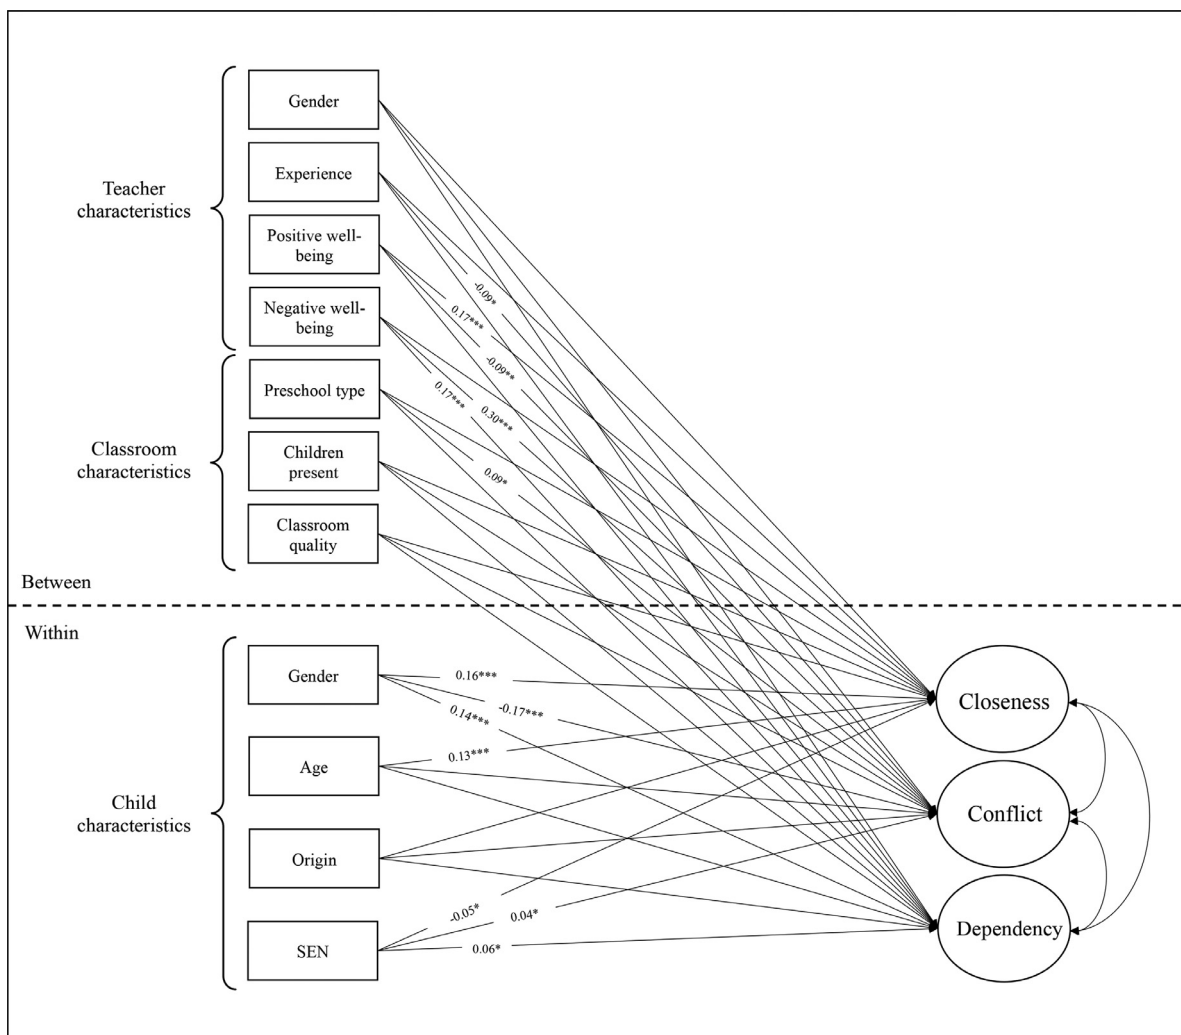 Teacher
characteristics
Gender
Experience
Positive well-
being
Negative well-
being
Classroom
characteristics
Preschool type
Children
present
Classroom
quality
-0.09*
0.17***
-0.09**
0.17***
0.30***
0.09*
Between
Within
Child
characteristics
Gender
Age
Origin
SEN
0.16***
-0.17***
0.14***
0.13***
-0.05*
0.04*
0.06*
Closeness
Conflict
Dependency